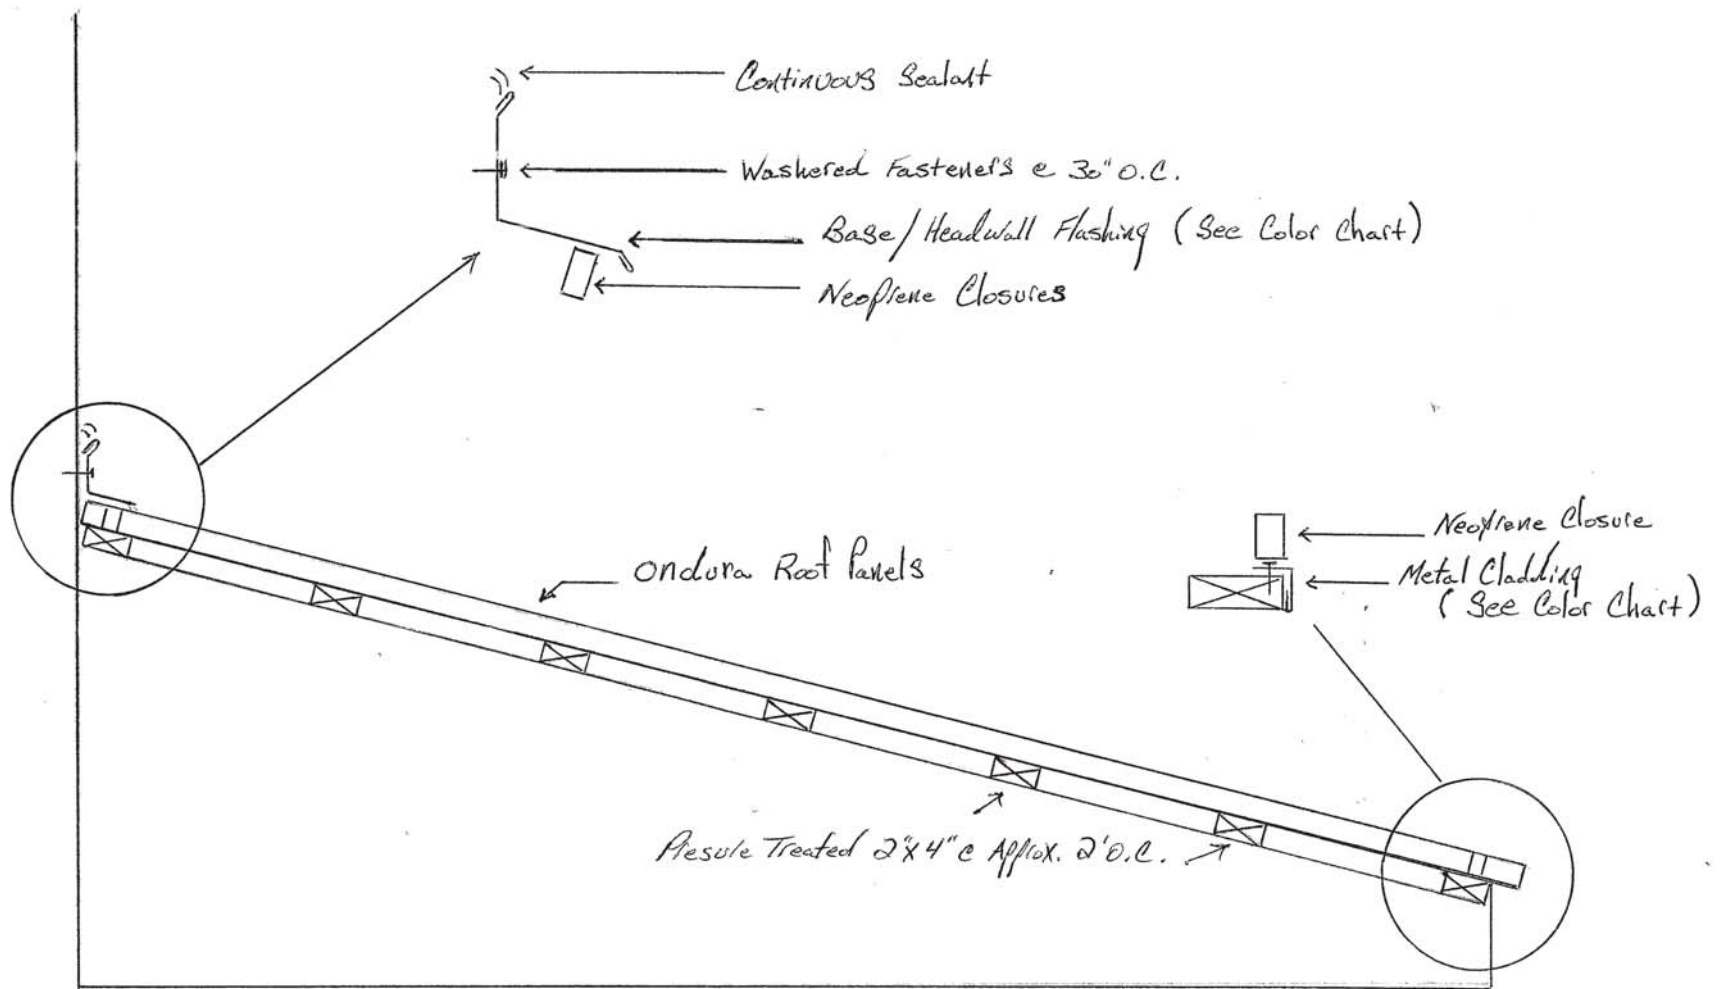 Continuous Sealant
Washered Fasteners @ 30" O.C.
Base/Headwall Flashing (See Color Chart)
Neoprene Closures
Ondura Roof Panels
Neoprene Closure
Metal Cladding
(See Color Chart)
Presure Treated 2"x4" @ Approx. 2' O.C.